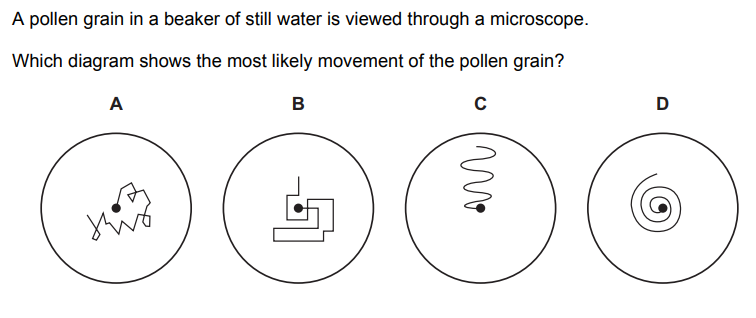 A pollen grain in a beaker of still water is viewed through a microscope.
Which diagram shows the most likely movement of the pollen grain?
A B C D